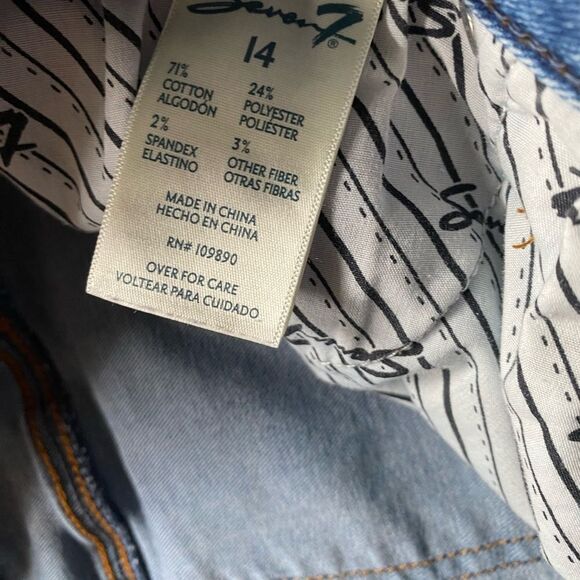 Seven7®
14
71% 24%
COTTON POLYESTER
ALGODÓN POLIÉSTER
2% 3%
SPANDEX OTHER FIBER
ELASTINO OTRAS FIBRAS
MADE IN CHINA
HECHO EN CHINA
RN# 109890
OVER FOR CARE
VOLTEAR PARA CUIDADO